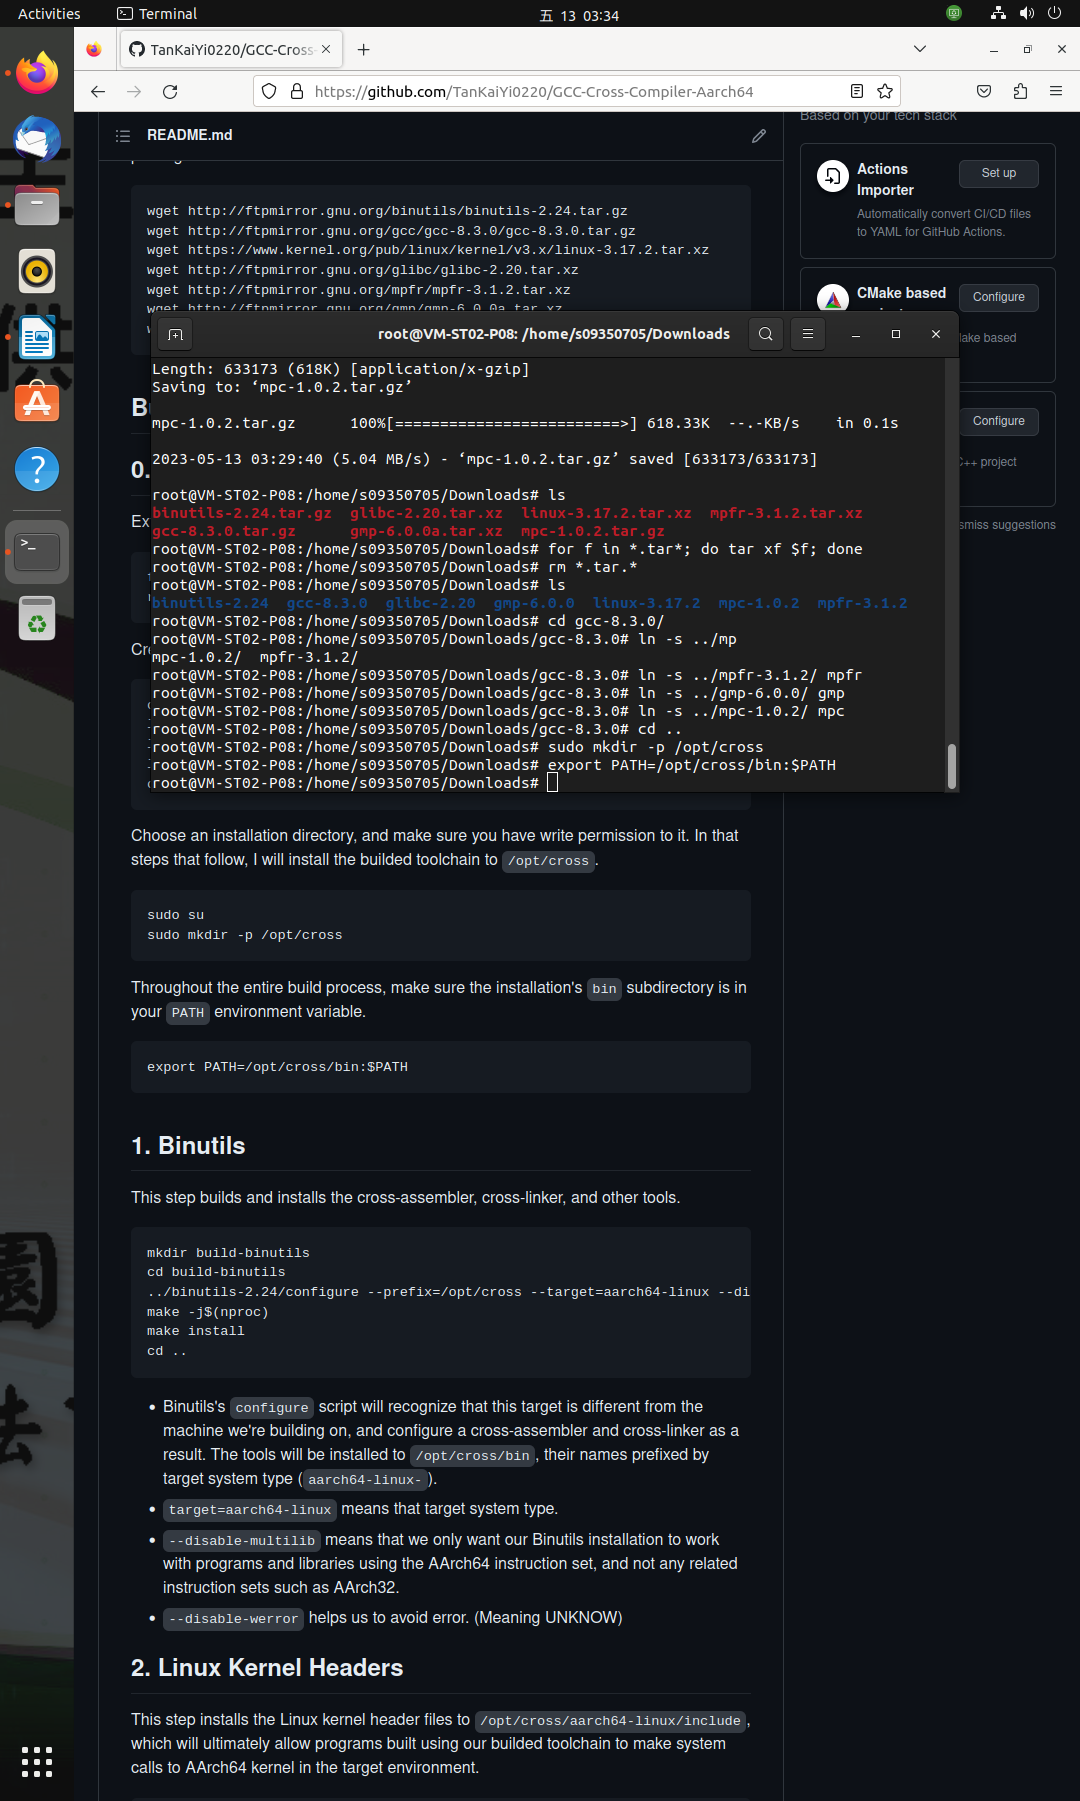 Activities
Terminal
五 13 03:34
TanKaiYi0220/GCC-Cross-
https://github.com/TanKaiYi0220/GCC-Cross-Compiler-Aarch64
Based on your tech stack
README.md
Actions
Importer
Set up
Automatically convert CI/CD files
to YAML for GitHub Actions.
CMake based
Configure
ake based
Configure
C++ project
smiss suggestions
wget http://ftpmirror.gnu.org/binutils/binutils-2.24.tar.gz
wget http://ftpmirror.gnu.org/gcc/gcc-8.3.0/gcc-8.3.0.tar.gz
wget https://www.kernel.org/pub/linux/kernel/v3.x/linux-3.17.2.tar.xz
wget http://ftpmirror.gnu.org/glibc/glibc-2.20.tar.xz
wget http://ftpmirror.gnu.org/mpfr/mpfr-3.1.2.tar.xz
wget http://ftpmirror.gnu.org/gmp/gmp-6.0.0a.tar.xz
w
root@VM-ST02-P08: /home/s09350705/Downloads
Length: 633173 (618K) [application/x-gzip]
Saving to: ‘mpc-1.0.2.tar.gz’
mpc-1.0.2.tar.gz 100%[=========================>] 618.33K --.-KB/s in 0.1s
2023-05-13 03:29:40 (5.04 MB/s) - ‘mpc-1.0.2.tar.gz’ saved [633173/633173]
root@VM-ST02-P08:/home/s09350705/Downloads# ls
binutils-2.24.tar.gz glibc-2.20.tar.xz linux-3.17.2.tar.xz mpfr-3.1.2.tar.xz
gcc-8.3.0.tar.gz gmp-6.0.0a.tar.xz mpc-1.0.2.tar.gz
root@VM-ST02-P08:/home/s09350705/Downloads# for f in *.tar*; do tar xf $f; done
root@VM-ST02-P08:/home/s09350705/Downloads# rm *.tar.*
root@VM-ST02-P08:/home/s09350705/Downloads# ls
binutils-2.24 gcc-8.3.0 glibc-2.20 gmp-6.0.0 linux-3.17.2 mpc-1.0.2 mpfr-3.1.2
root@VM-ST02-P08:/home/s09350705/Downloads# cd gcc-8.3.0/
root@VM-ST02-P08:/home/s09350705/Downloads/gcc-8.3.0# ln -s ../mp
mpc-1.0.2/ mpfr-3.1.2/
root@VM-ST02-P08:/home/s09350705/Downloads/gcc-8.3.0# ln -s ../mpfr-3.1.2/ mpfr
root@VM-ST02-P08:/home/s09350705/Downloads/gcc-8.3.0# ln -s ../gmp-6.0.0/ gmp
root@VM-ST02-P08:/home/s09350705/Downloads/gcc-8.3.0# ln -s ../mpc-1.0.2/ mpc
root@VM-ST02-P08:/home/s09350705/Downloads/gcc-8.3.0# cd ..
root@VM-ST02-P08:/home/s09350705/Downloads# sudo mkdir -p /opt/cross
root@VM-ST02-P08:/home/s09350705/Downloads# export PATH=/opt/cross/bin:$PATH
root@VM-ST02-P08:/home/s09350705/Downloads#
B
0.
Ex
Cre
Choose an installation directory, and make sure you have write permission to it. In that
steps that follow, I will install the builded toolchain to /opt/cross.
sudo su
sudo mkdir -p /opt/cross
Throughout the entire build process, make sure the installation's bin subdirectory is in
your PATH environment variable.
export PATH=/opt/cross/bin:$PATH
1. Binutils
This step builds and installs the cross-assembler, cross-linker, and other tools.
mkdir build-binutils
cd build-binutils
../binutils-2.24/configure --prefix=/opt/cross --target=aarch64-linux --di
make -j$(nproc)
make install
cd ..
• Binutils's configure script will recognize that this target is different from the
machine we're building on, and configure a cross-assembler and cross-linker as a
result. The tools will be installed to /opt/cross/bin, their names prefixed by
target system type (aarch64-linux-).
• target=aarch64-linux means that target system type.
• --disable-multilib means that we only want our Binutils installation to work
with programs and libraries using the AArch64 instruction set, and not any related
instruction sets such as AArch32.
• --disable-werror helps us to avoid error. (Meaning UNKNOW)
2. Linux Kernel Headers
This step installs the Linux kernel header files to /opt/cross/aarch64-linux/include,
which will ultimately allow programs built using our builded toolchain to make system
calls to AArch64 kernel in the target environment.